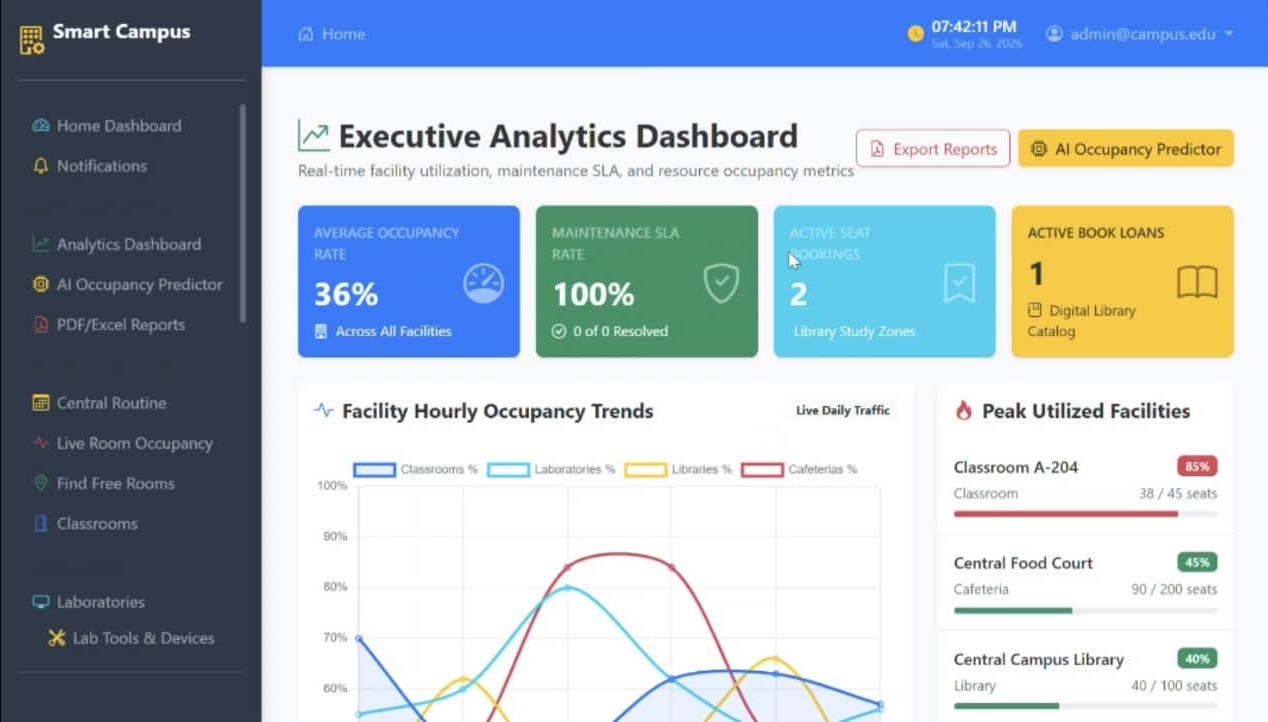 Smart Campus
Home
07:42:11 PM
Sat, Sep 26, 2026
admin@campus.edu
Home Dashboard
Notifications
Analytics Dashboard
AI Occupancy Predictor
PDF/Excel Reports
Central Routine
Live Room Occupancy
Find Free Rooms
Classrooms
Laboratories
Lab Tools & Devices
Executive Analytics Dashboard
Real-time facility utilization, maintenance SLA, and resource occupancy metrics
Export Reports
AI Occupancy Predictor
AVERAGE OCCUPANCY
RATE
36%
Across All Facilities
MAINTENANCE SLA
RATE
100%
0 of 0 Resolved
ACTIVE SEAT
BOOKINGS
2
Library Study Zones
ACTIVE BOOK LOANS
1
Digital Library
Catalog
Facility Hourly Occupancy Trends
Live Daily Traffic
Classrooms %
Laboratories %
Libraries %
Cafeterias %
100%
90%
80%
70%
60%
Peak Utilized Facilities
Classroom A-204
85%
Classroom
38 / 45 seats
Central Food Court
45%
Cafeteria
90 / 200 seats
Central Campus Library
40%
Library
40 / 100 seats